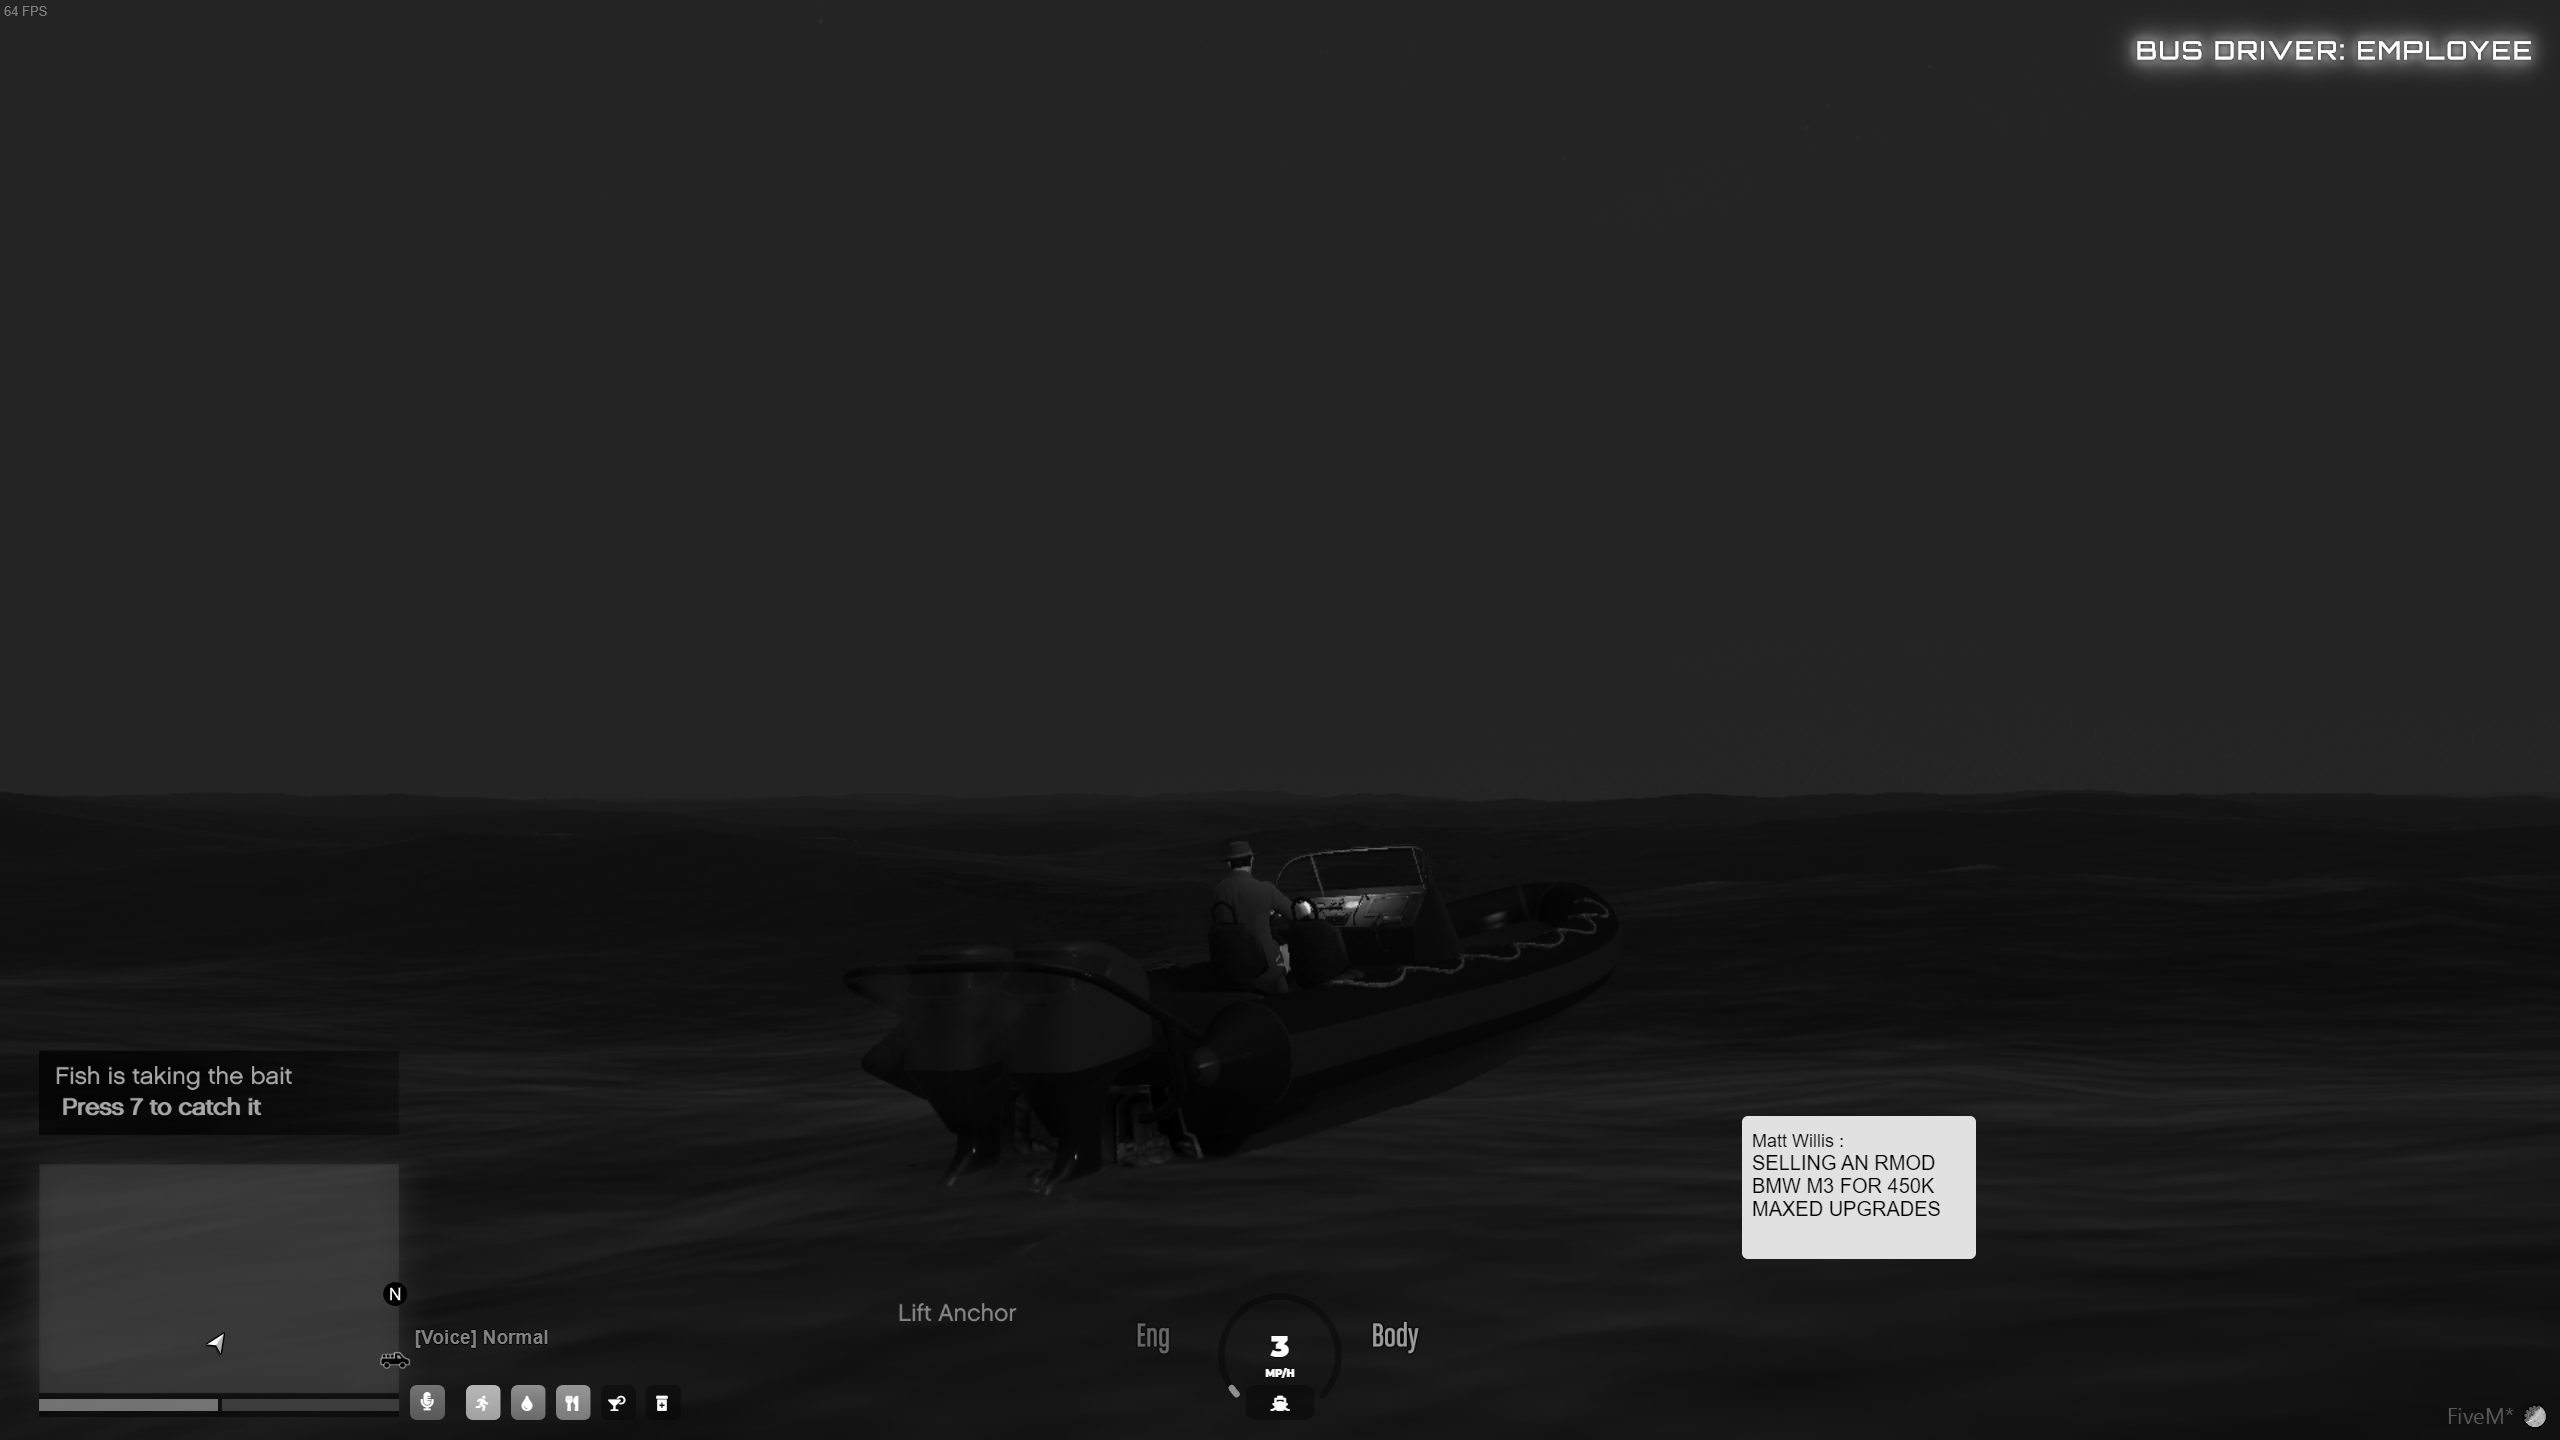 64 FPS
BUS DRIVER: EMPLOYEE
Fish is taking the bait
Press 7 to catch it
Matt Willis :
SELLING AN RMOD
BMW M3 FOR 450K
MAXED UPGRADES
N
[Voice] Normal
Lift Anchor
Eng
3
MP/H
Body
FiveM*